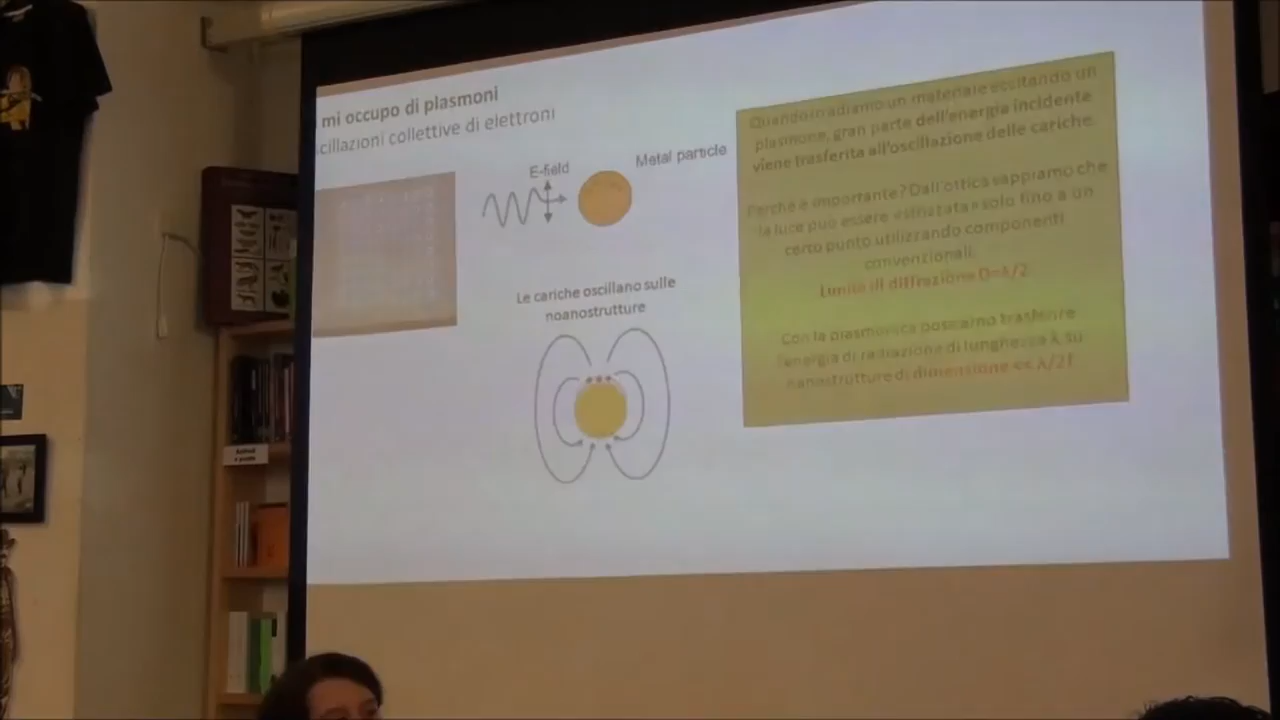 mi occupo di plasmoni
scillazioni collettive di elettroni
E-field
Metal particle
Le cariche oscillano sulle
noanostrutture
Quando irradiamo un materiale eccitando un
plasmone, gran parte dell'energia incidente
viene trasferita all'oscillazione delle cariche.
Perché è importante? Dall'ottica sappiamo che
la luce può essere «strizzata» solo fino a un
certo punto utilizzando componenti
convenzionali.
Limite di diffrazione D=λ/2
Con la plasmonica possiamo trasferire
l'energia di radiazione di lunghezza λ su
nanostrutture di dimensione << λ/2!